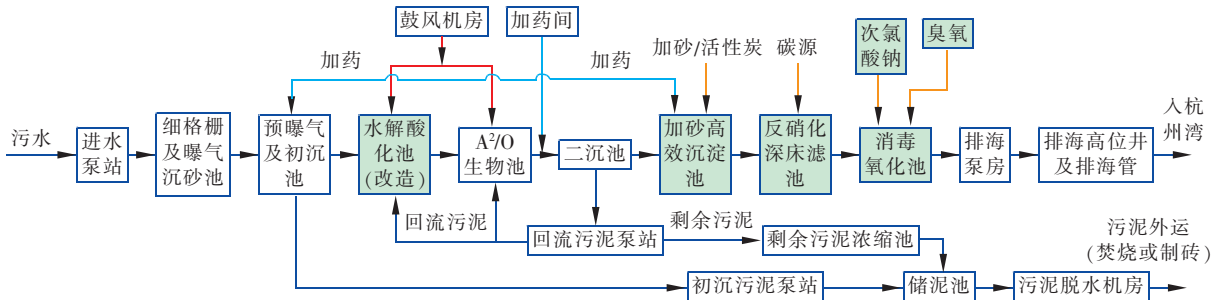 鼓风机房
加药间
次氯
酸钠
臭氧
加药
加药
加砂/活性炭
碳源
污水
进水
泵站
细格栅
及曝气
沉砂池
预曝气
及初沉
池
水解酸
化池
(改造)
A²/O
生物池
二沉池
加砂高
效沉淀
池
反硝化
深床滤
池
消毒
氧化池
排海
泵房
排海高位井
及排海管
入杭
州湾
回流污泥
回流污泥泵站
剩余污泥
剩余污泥浓缩池
污泥外运
(焚烧或制砖)
初沉污泥泵站
储泥池
污泥脱水机房